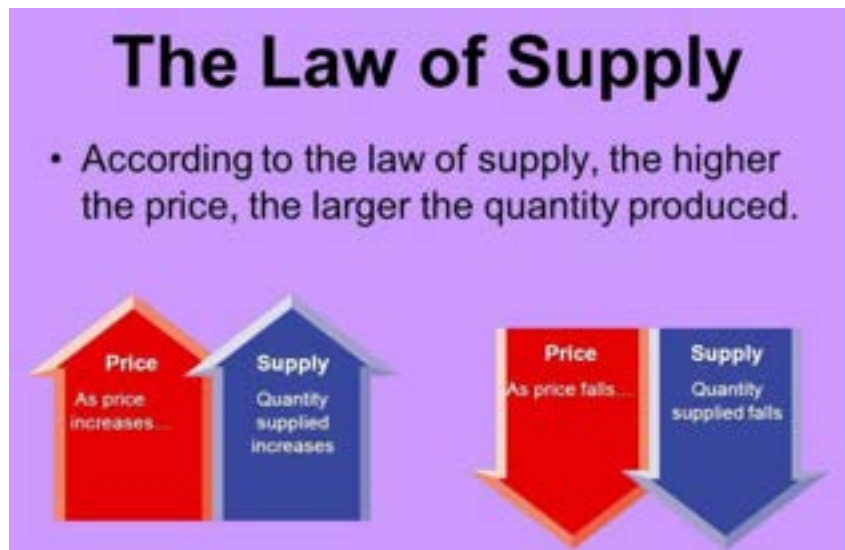 The Law of Supply
• According to the law of supply, the higher
the price, the larger the quantity produced.
Price
As price
increases...
Supply
Quantity
supplied
increases
Price
As price falls...
Supply
Quantity
supplied falls